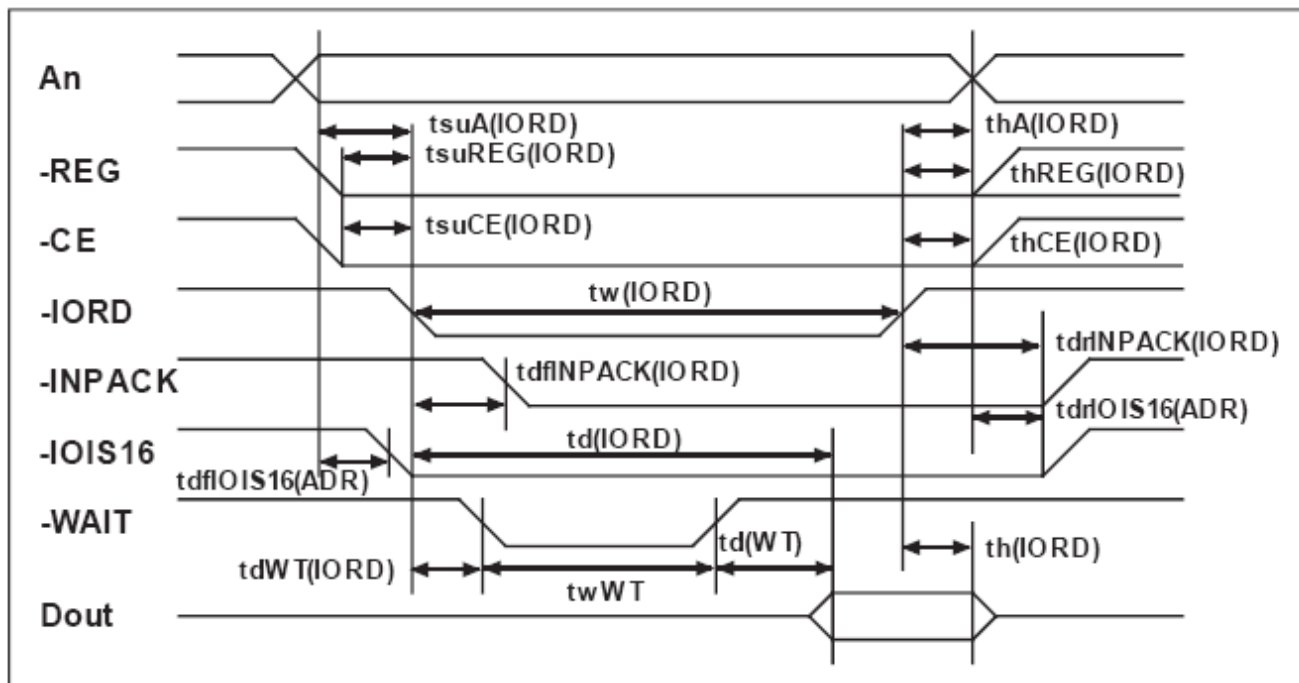 An
tsuA(IORD)
thA(IORD)
-REG
tsuREG(IORD)
thREG(IORD)
-CE
tsuCE(IORD)
thCE(IORD)
-IORD
tw(IORD)
tdrINPACK(IORD)
-INPACK
tdfINPACK(IORD)
tdrIOIS16(ADR)
-IOIS16
td(IORD)
tdfIOIS16(ADR)
-WAIT
td(WT)
th(IORD)
tdWT(IORD)
twWT
Dout